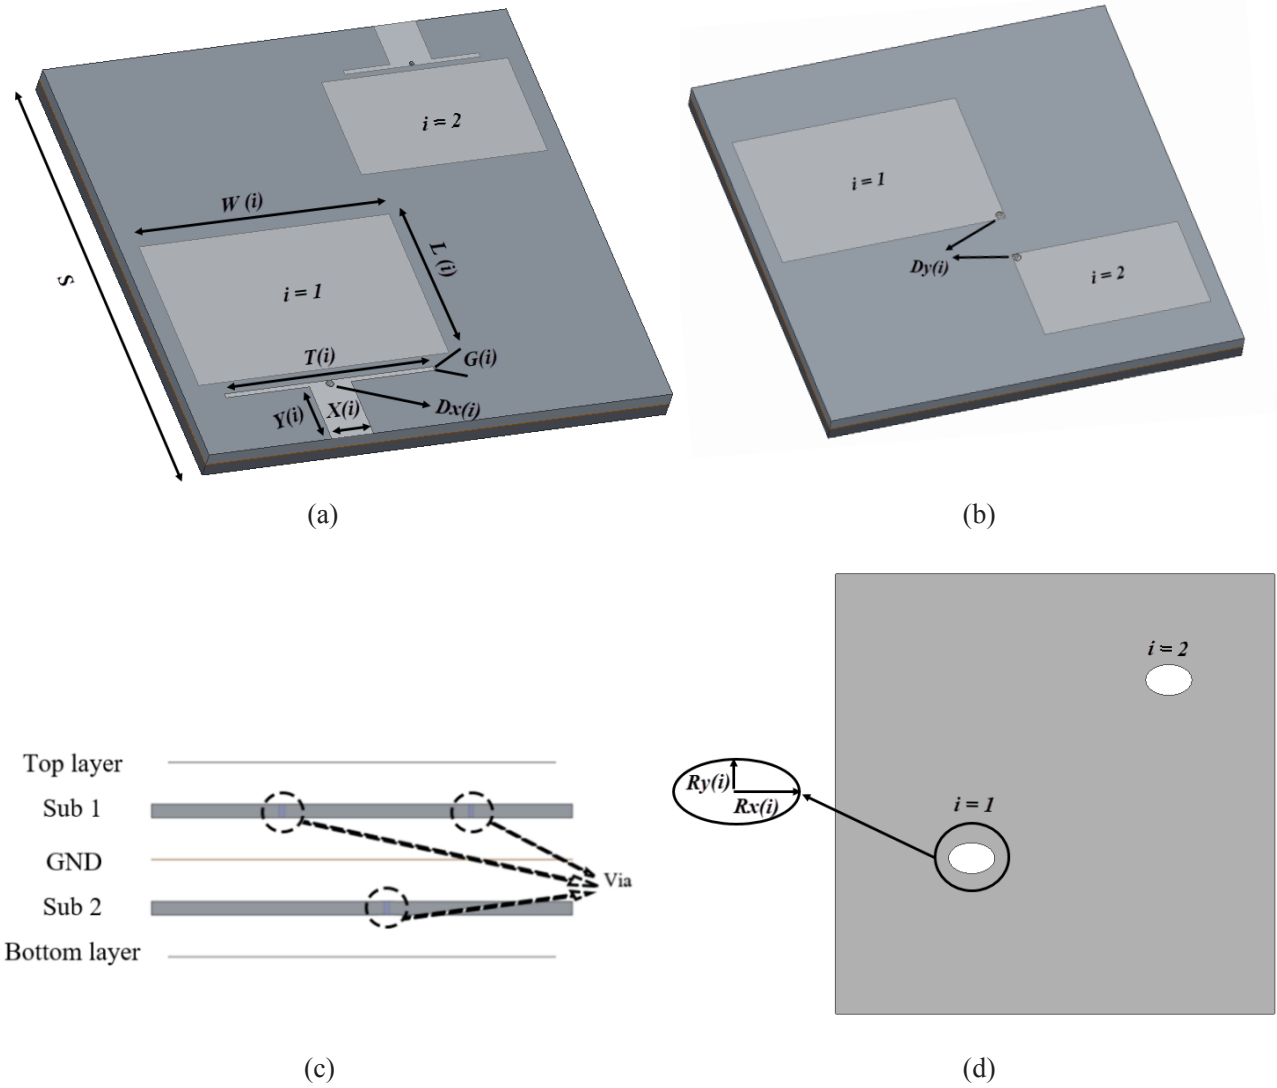 i = 2
W (i)
L (i)
S
i = 1
T(i)
G(i)
Y(i)
X(i)
Dx(i)
(a)
i = 1
Dy(i)
i = 2
(b)
Top layer
Sub 1
GND
Via
Sub 2
Bottom layer
(c)
i = 2
Ry(i)
Rx(i)
i = 1
(d)